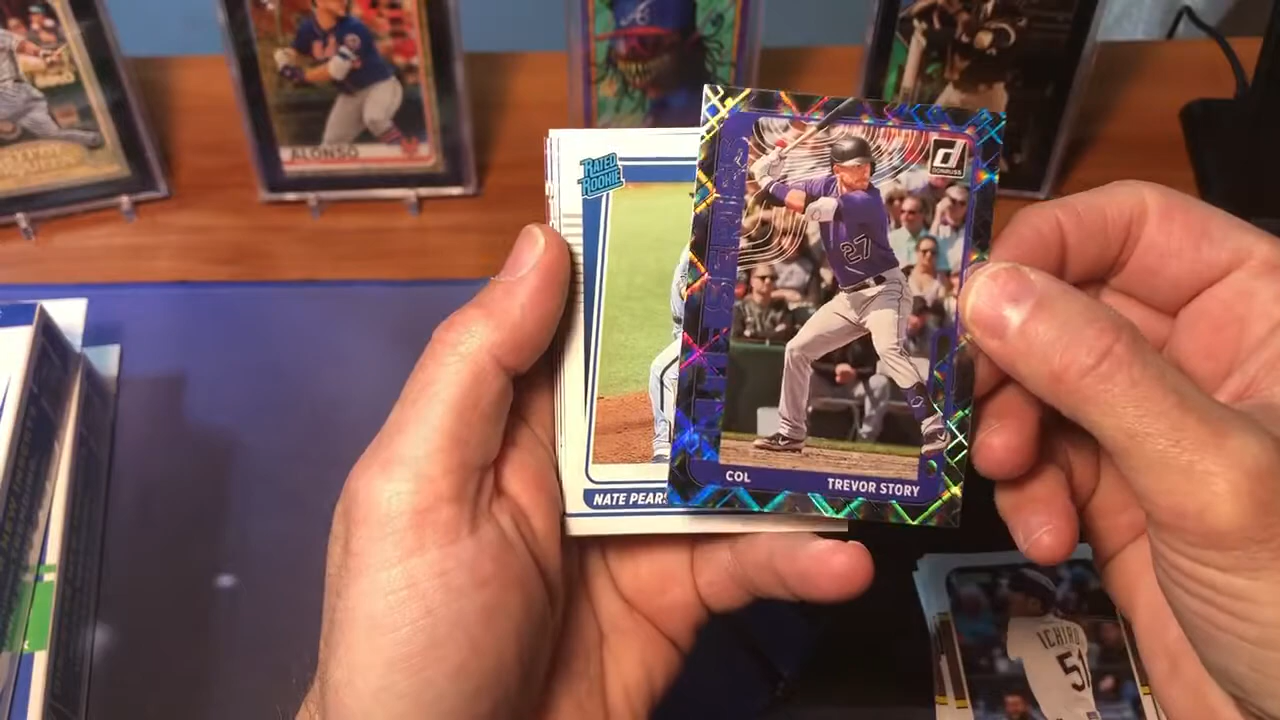 ALONSO
RATED
ROOKIE
NATE PEARS
d
DONRUSS
27
COL
TREVOR STORY
ICHIRO
51